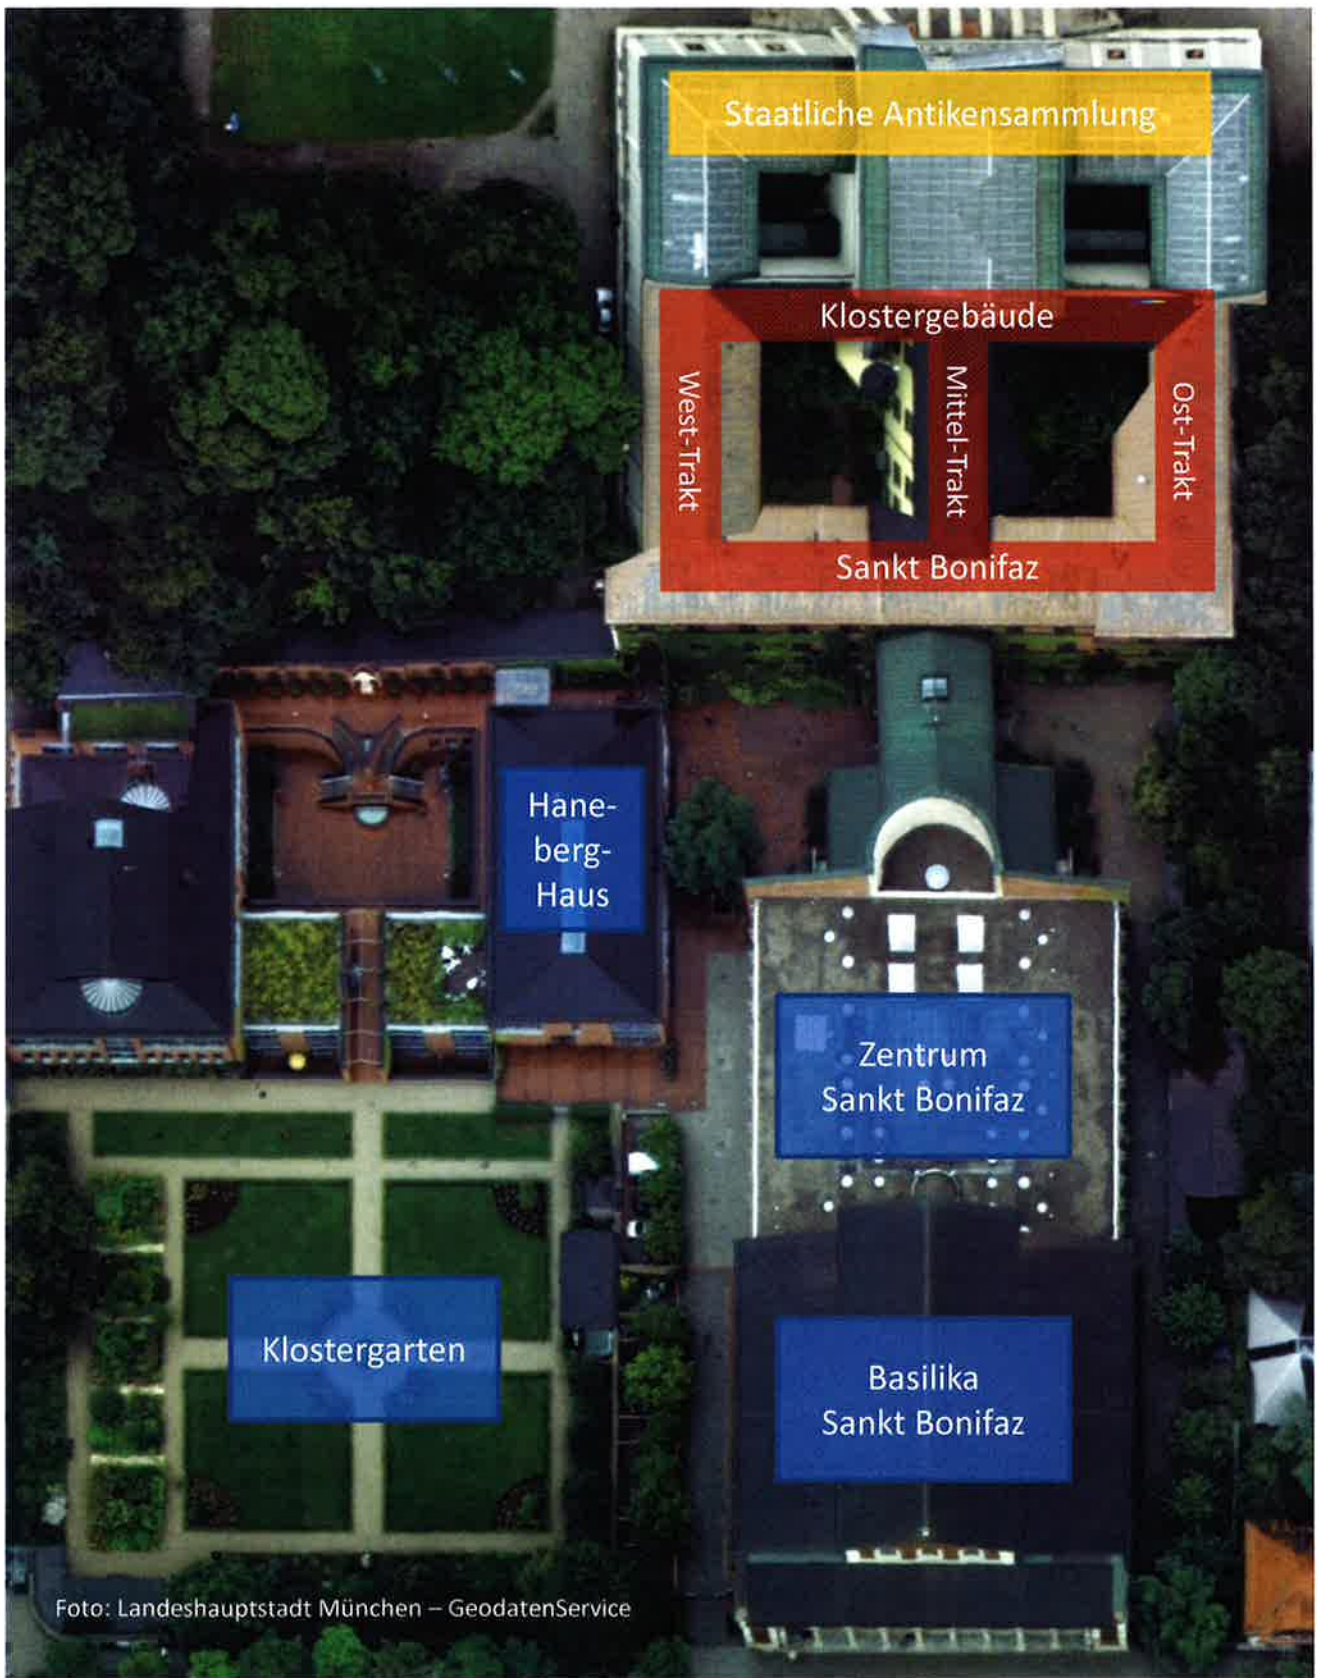 Staatliche Antikensammlung
Klostergebäude
West-Trakt
Mittel-Trakt
Ost-Trakt
Sankt Bonifaz
Hane-
berg-
Haus
Zentrum
Sankt Bonifaz
Klostergarten
Basilika
Sankt Bonifaz
Foto: Landeshauptstadt München – GeodatenService